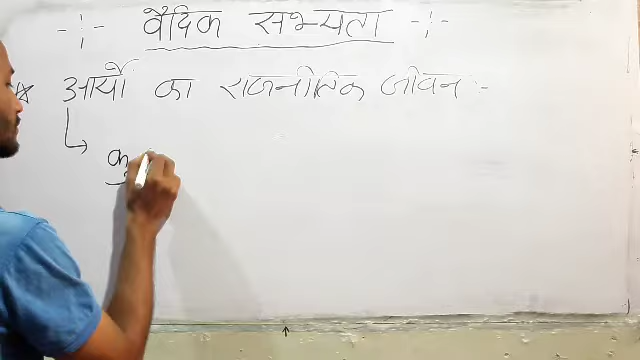 -:- वैदिक सभ्यता -:-
* आर्यों का राजनीतिक जीवन :-